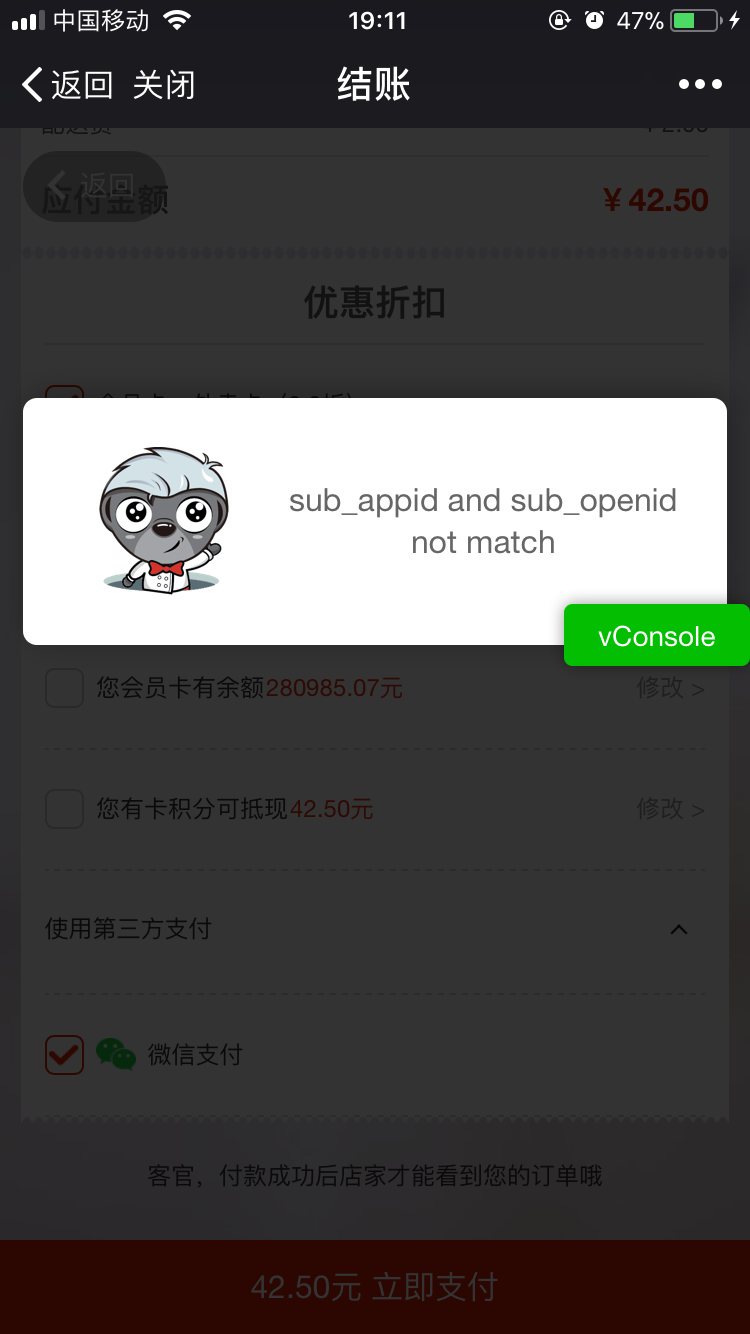 中国移动 19:11 47%
返回 关闭 结账
配送费 ¥2.00
返回
应付金额 ¥42.50
优惠折扣
sub_appid and sub_openid
not match
vConsole
您会员卡有余额280985.07元 修改 >
您有卡积分可抵现42.50元 修改 >
使用第三方支付
微信支付
客官，付款成功后店家才能看到您的订单哦
42.50元 立即支付